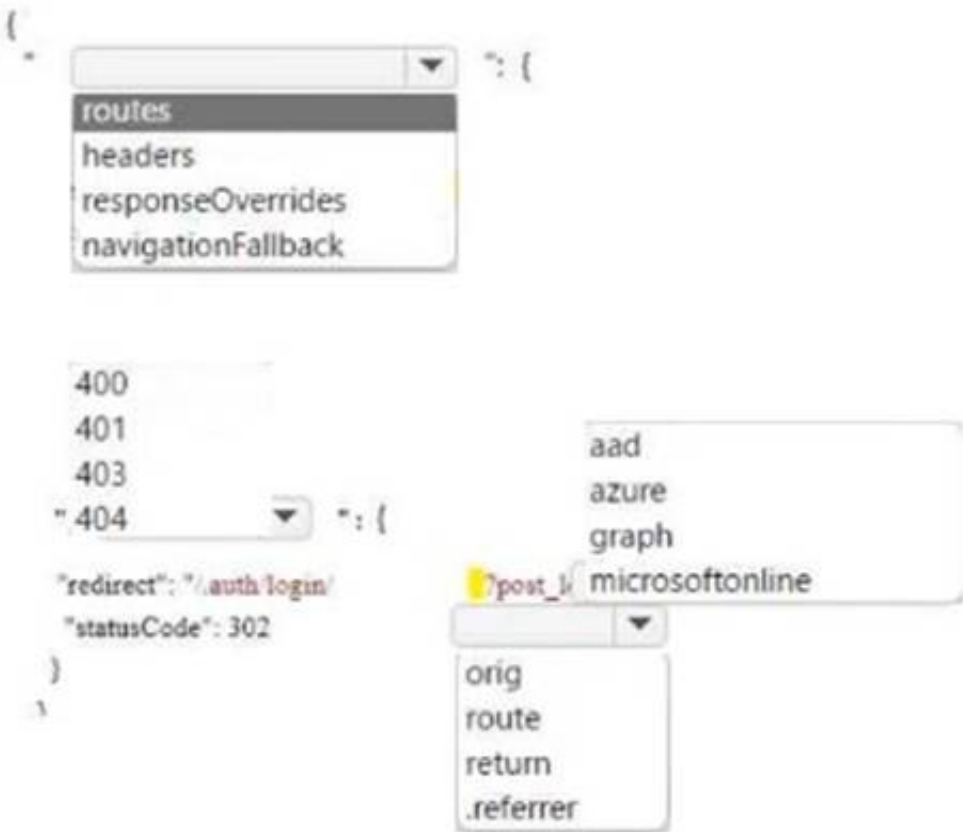 {
" ": {
routes
headers
responseOverrides
navigationFallback
400
401
403
" 404 ": {
aad
azure
graph
microsoftonline
"redirect": "/.auth/login/ ?post_l
"statusCode": 302
}
orig
route
return
.referrer